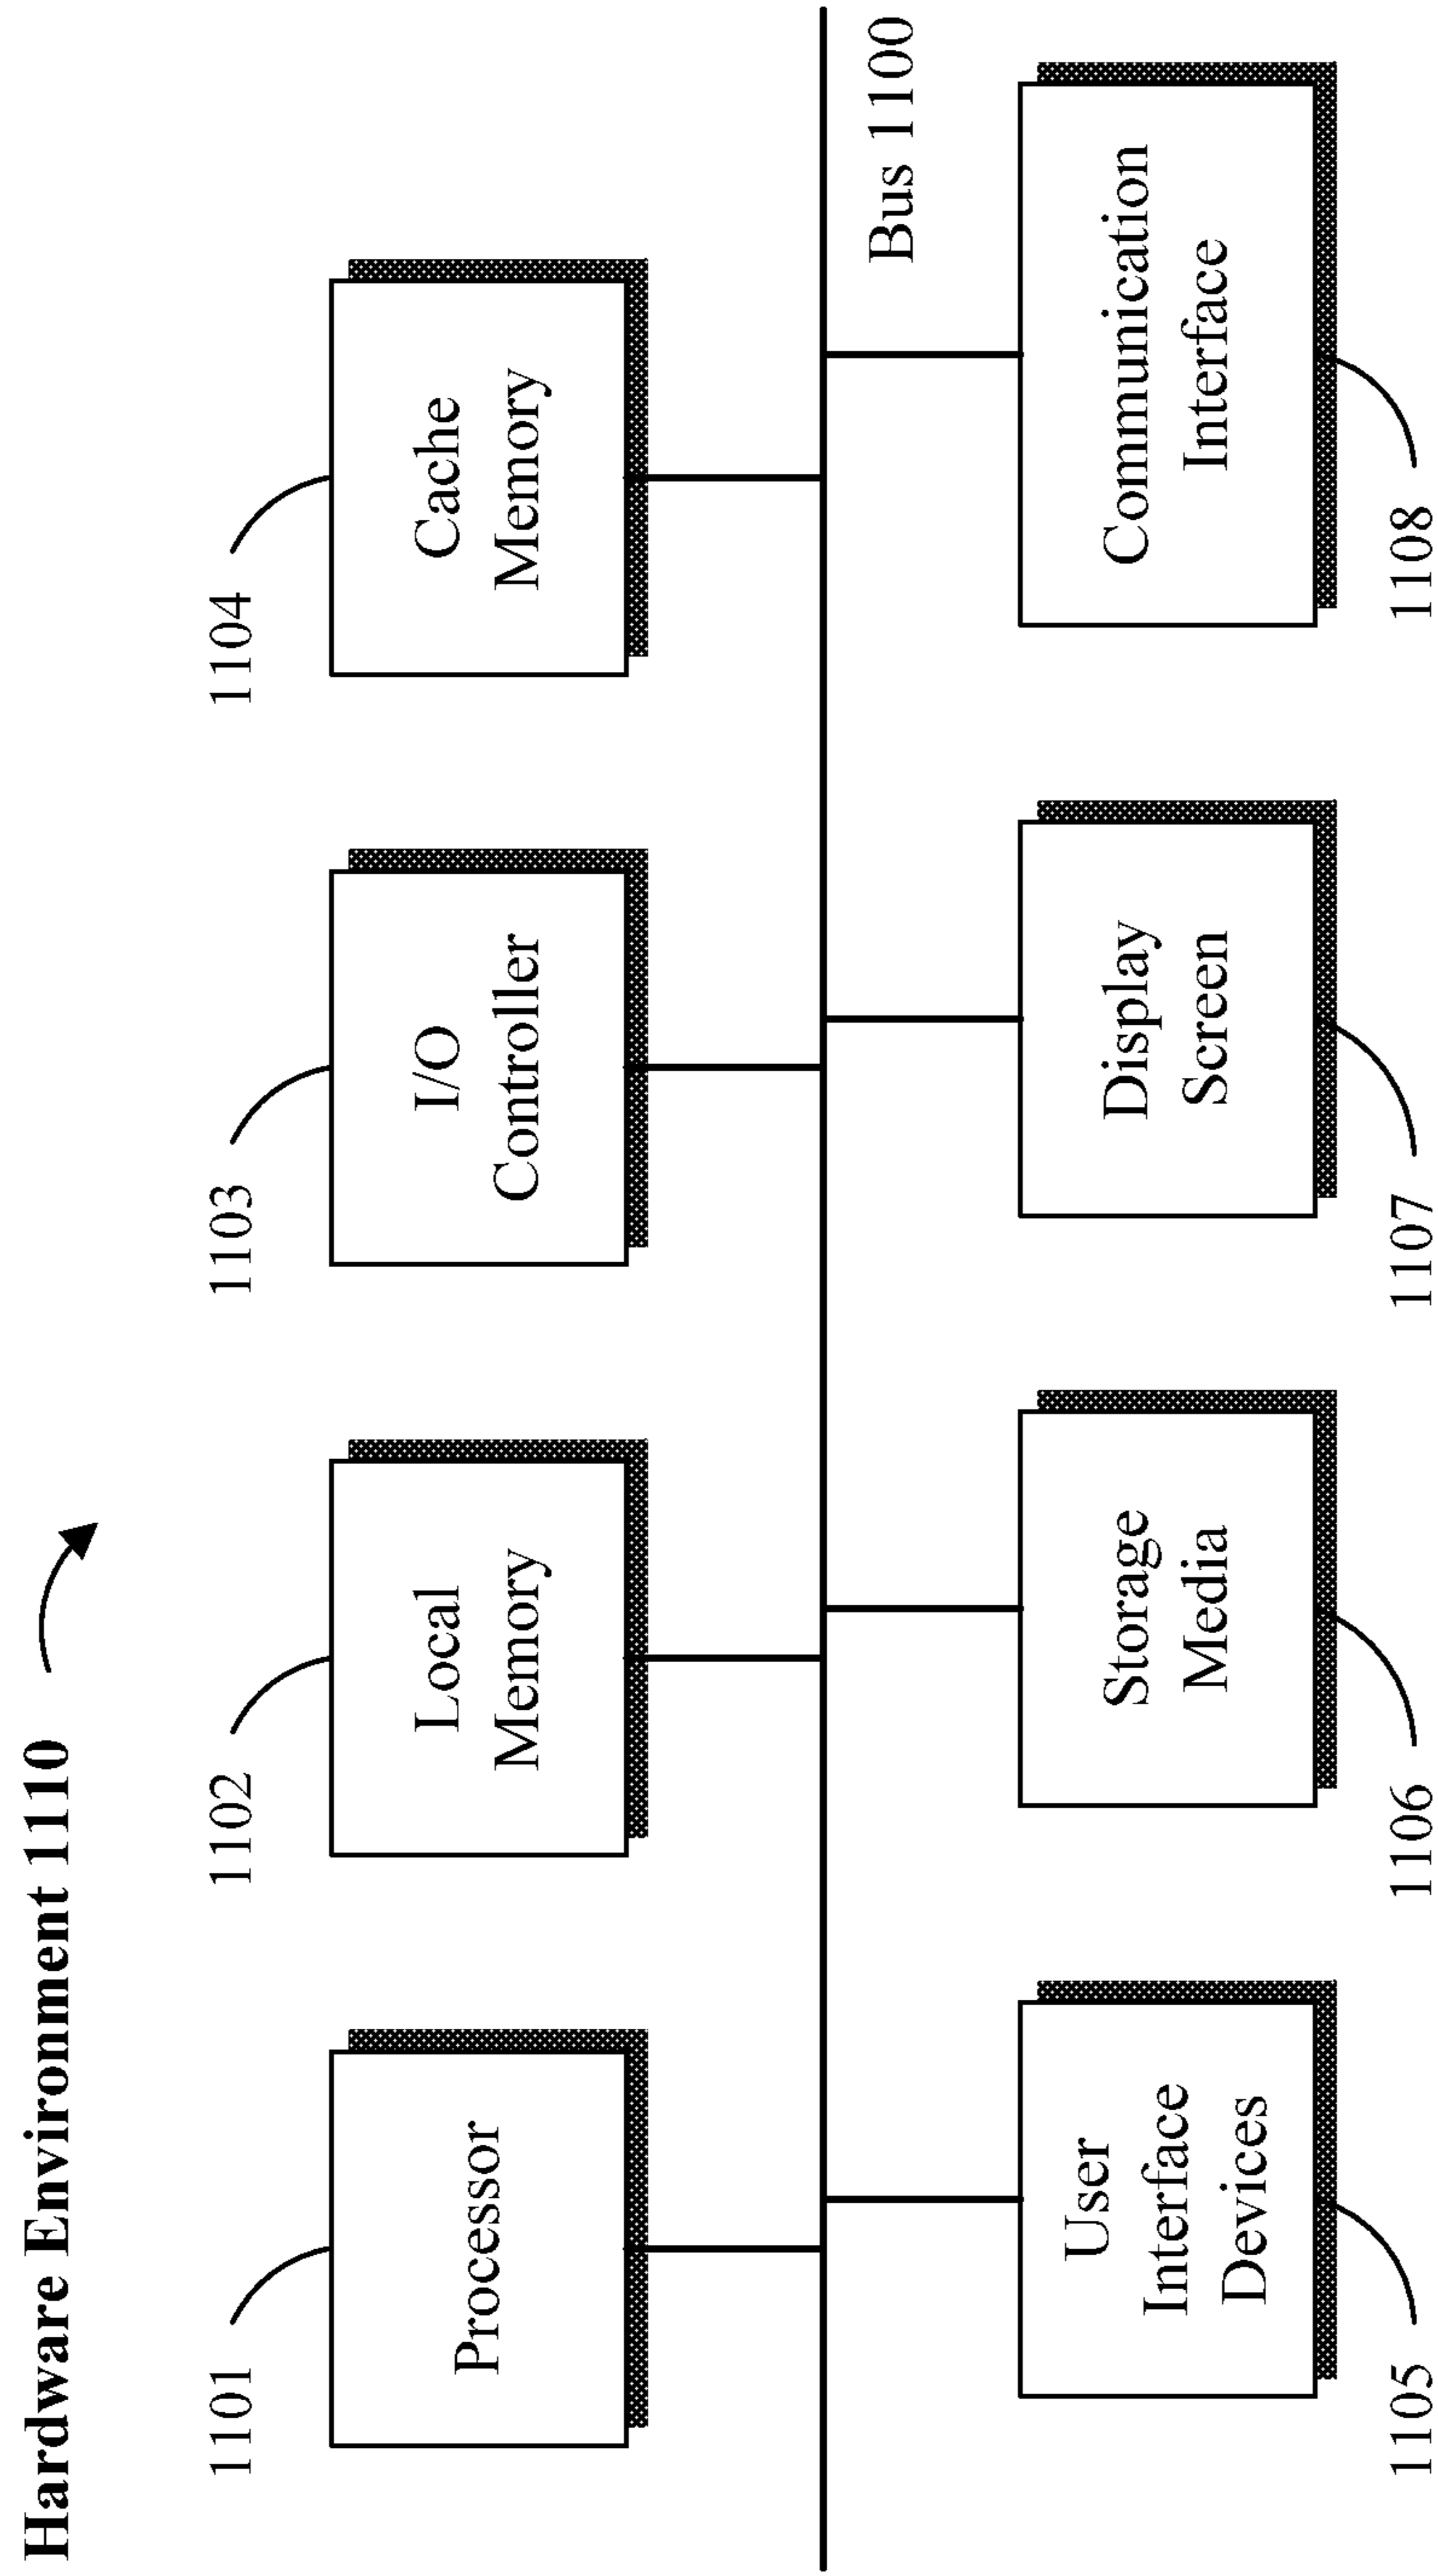 Hardware Environment 1110
1101
Processor
1102
Local
Memory
1103
I/O
Controller
1104
Cache
Memory
Bus 1100
User
Interface
Devices
1105
Storage
Media
1106
Display
Screen
1107
Communication
Interface
1108